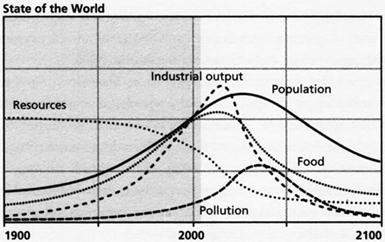 State of the World
Industrial output
Population
Resources
Food
Pollution
1900
2000
2100